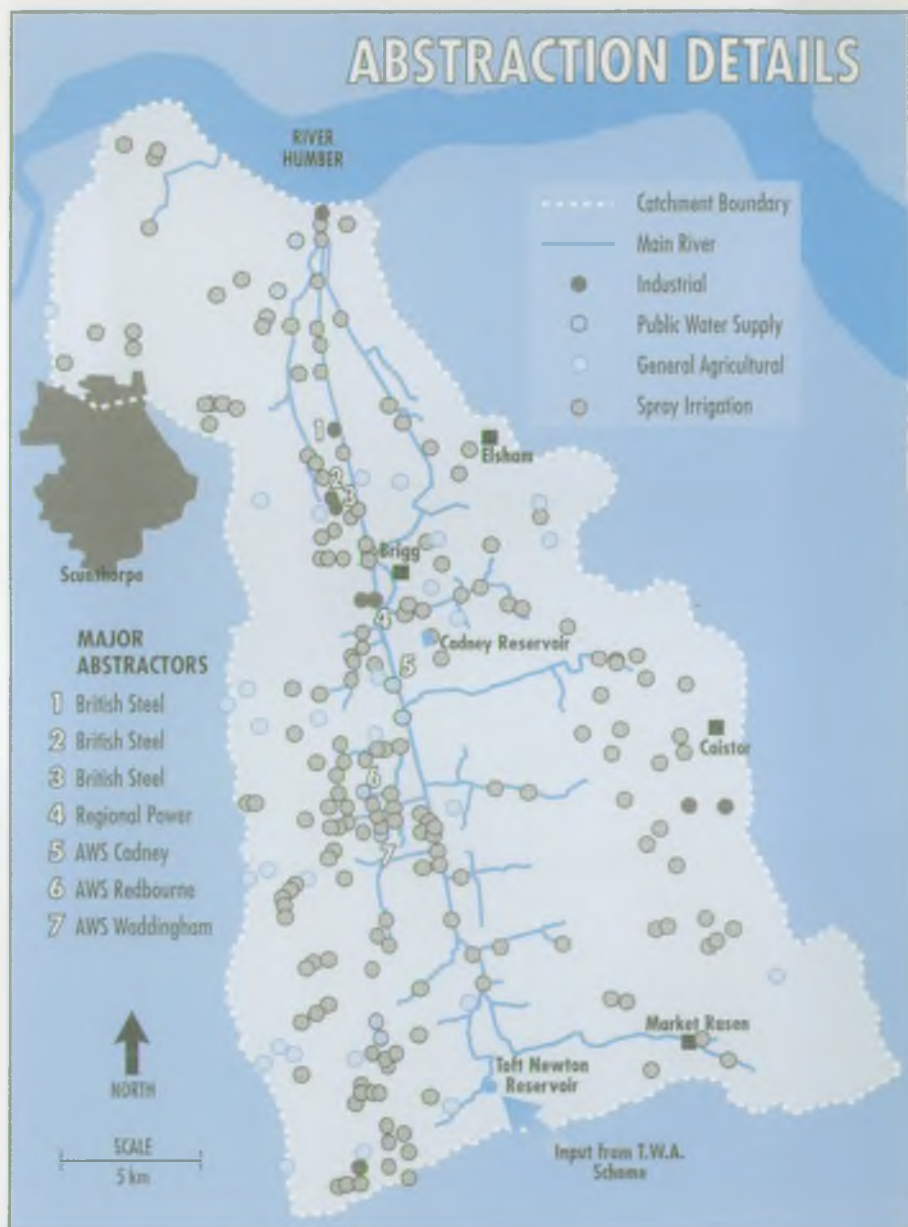 ABSTRACTION DETAILS
RIVER
HUMBER
Catchment Boundary
Main River
Industrial
Public Water Supply
General Agricultural
Spray Irrigation
1
Elsham
2
3
Scunthorpe
Brigg
4
Cadney Reservoir
5
MAJOR
ABSTRACTORS
1 British Steel
2 British Steel
3 British Steel
4 Regional Power
5 AWS Cadney
6 AWS Redbourne
7 AWS Waddingham
Caistor
6
7
NORTH
Market Rasen
Toft Newton
Reservoir
SCALE
5 km
Input from T.W.A.
Scheme